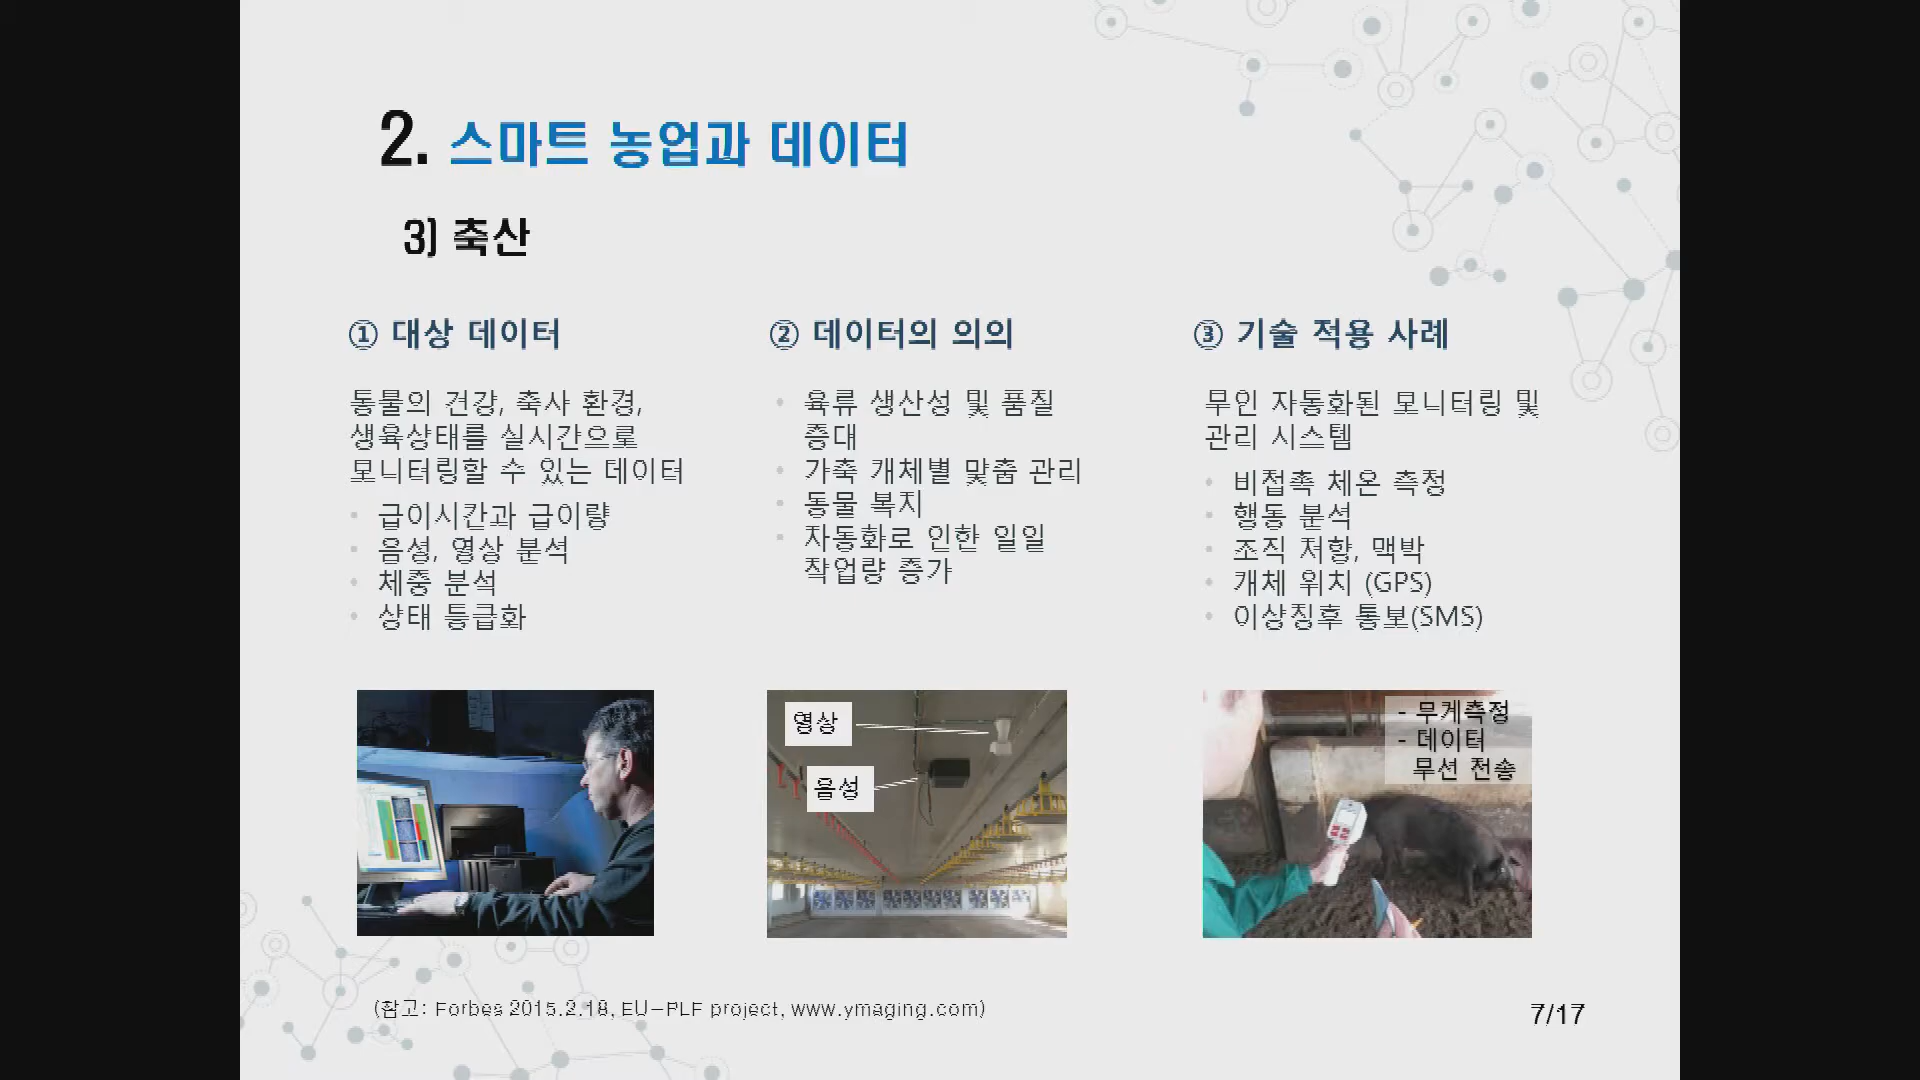 2. 스마트 농업과 데이터
3) 축산
① 대상 데이터
동물의 건강, 축사 환경,
생육상태를 실시간으로
모니터링할 수 있는 데이터
• 급이시간과 급이량
• 음성, 영상 분석
• 체중 분석
• 상태 등급화
② 데이터의 의의
• 육류 생산성 및 품질
증대
• 가축 개체별 맞춤 관리
• 동물 복지
• 자동화로 인한 일일
작업량 증가
③ 기술 적용 사례
무인 자동화된 모니터링 및
관리 시스템
• 비접촉 체온 측정
• 행동 분석
• 조직 저항, 맥박
• 개체 위치 (GPS)
• 이상징후 통보(SMS)
영상
음성
- 무게측정
- 데이터
무선 전송
(참고: Forbes 2015.2.18, EU-PLF project, www.ymaging.com)
7/17